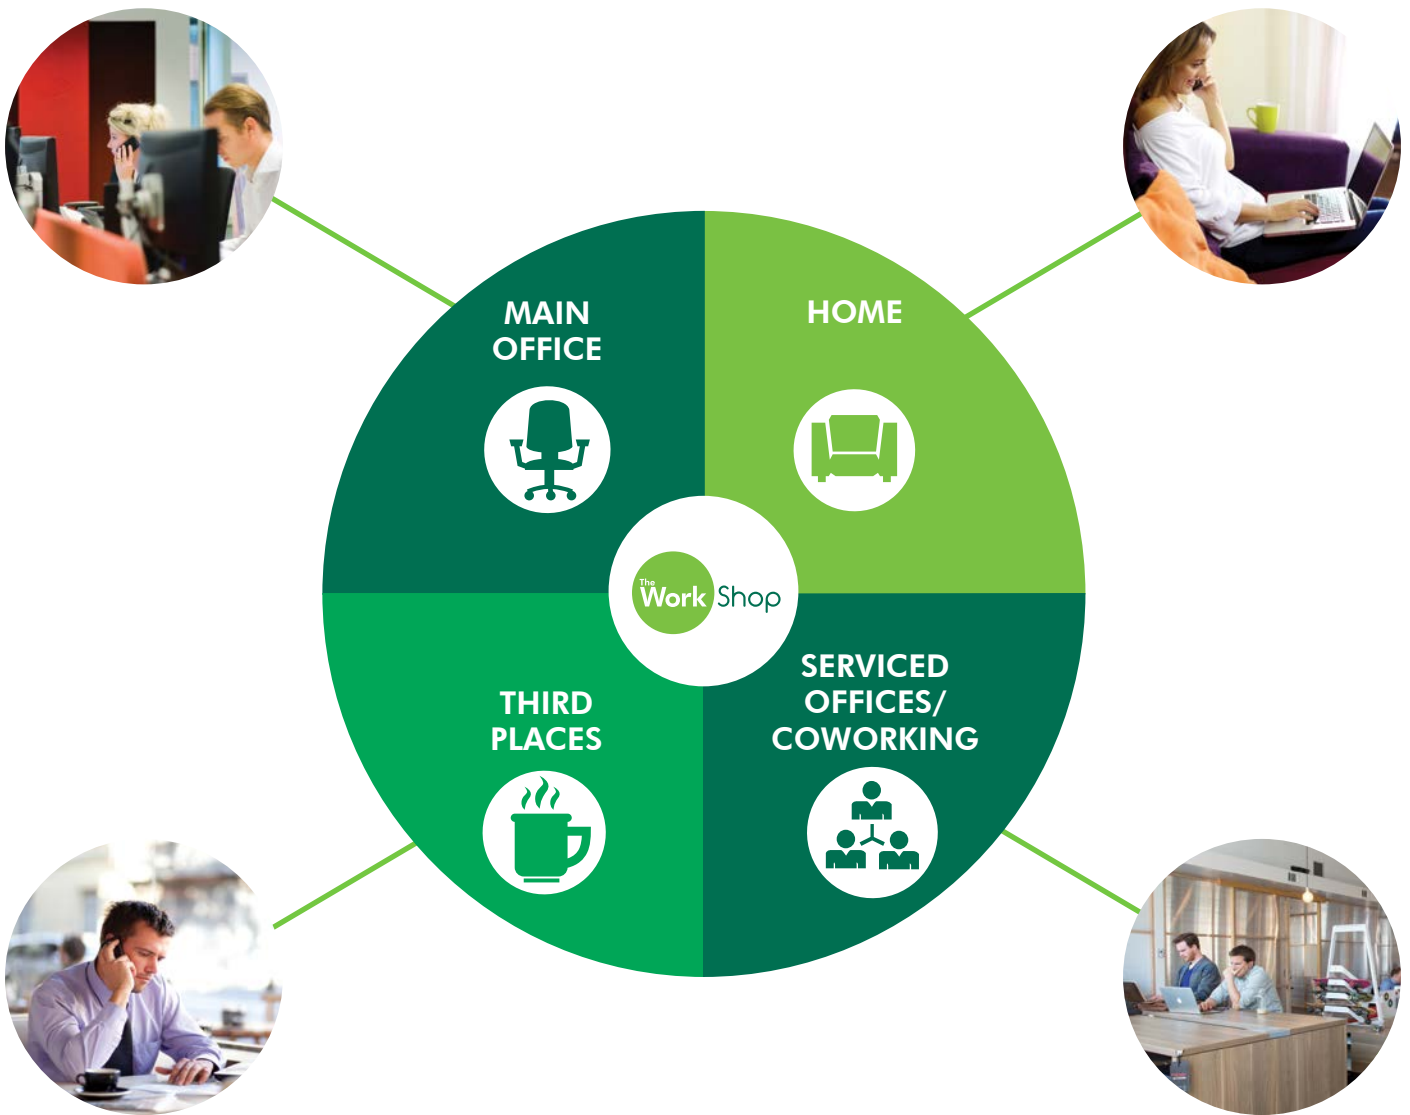 MAIN
OFFICE
HOME
The
Work Shop
THIRD
PLACES
SERVICED
OFFICES/
COWORKING